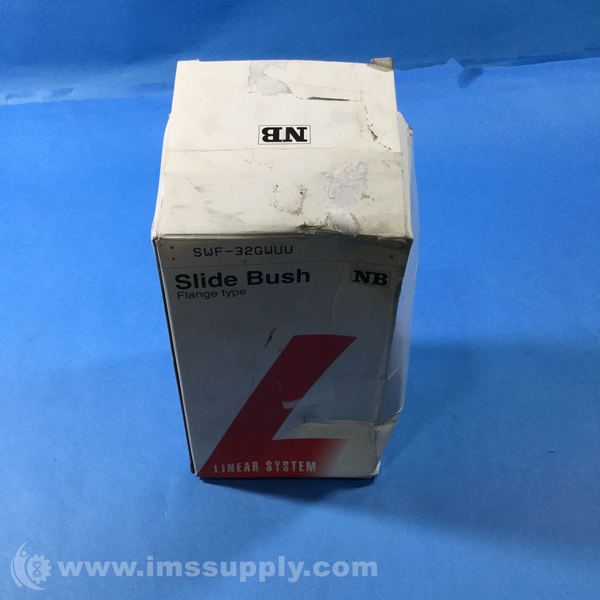 NB
SWF-32GWUU
Slide Bush NB
Flange type
LINEAR SYSTEM
www.imssupply.com